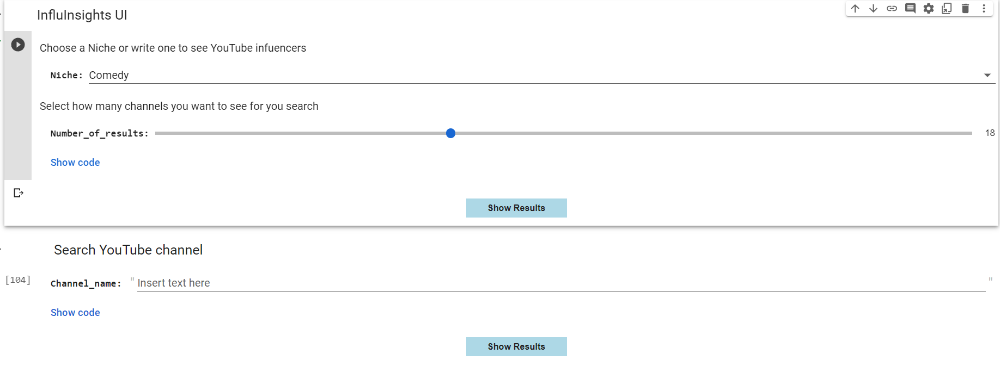 InfluInsights UI
Choose a Niche or write one to see YouTube infuencers
Niche: Comedy
Select how many channels you want to see for you search
Number_of_results: 18
Show code
Show Results
Search YouTube channel
[104] Channel_name: "Insert text here"
Show code
Show Results